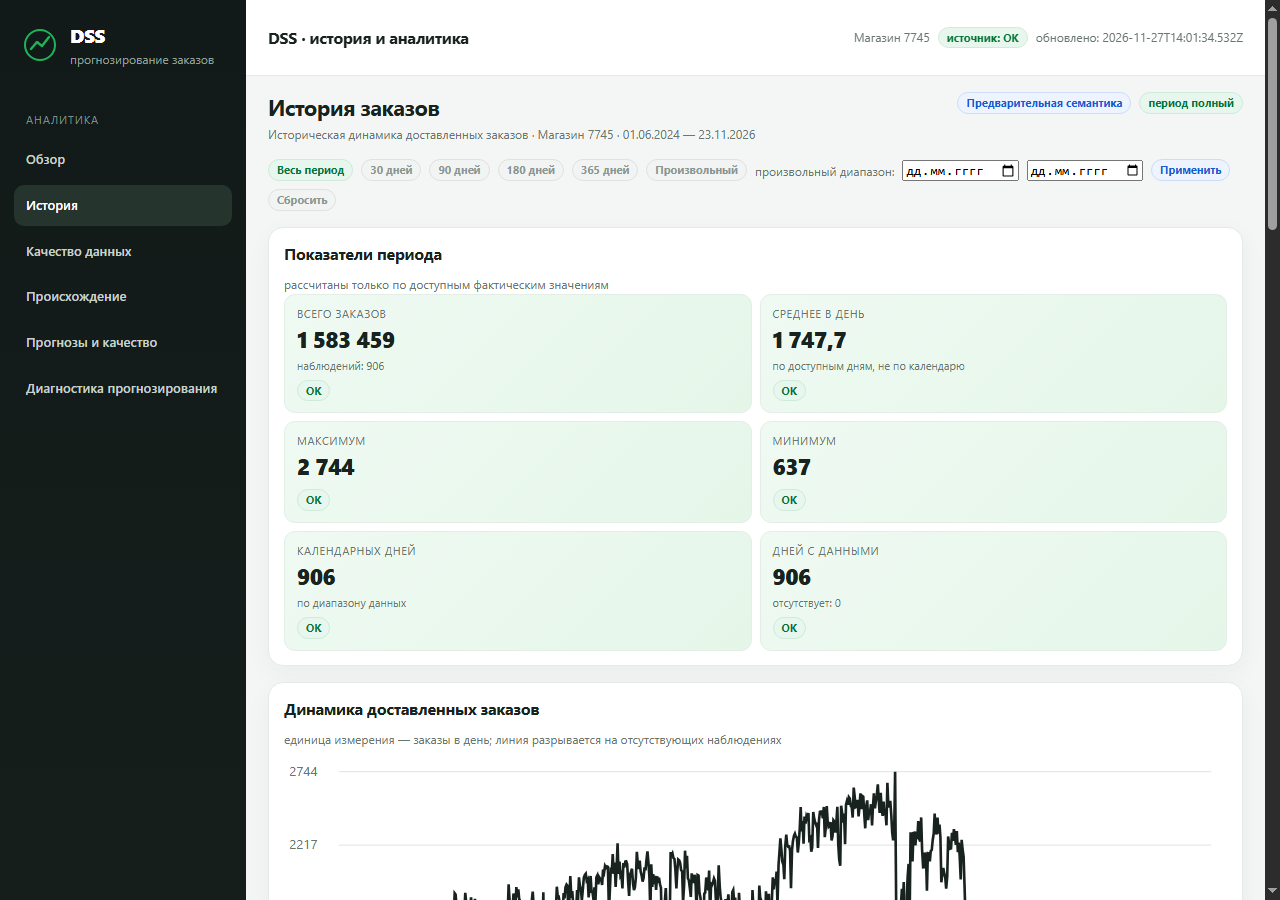 DSS
прогнозирование заказов
АНАЛИТИКА
Обзор
История
Качество данных
Происхождение
Прогнозы и качество
Диагностика прогнозирования
DSS · история и аналитика
Магазин 7745 источник: OK обновлено: 2026-11-27T14:01:34.532Z
История заказов
Предварительная семантика период полный
Историческая динамика доставленных заказов · Магазин 7745 · 01.06.2024 — 23.11.2026
Весь период 30 дней 90 дней 180 дней 365 дней Произвольный произвольный диапазон: дд.мм.гггг дд.мм.гггг Применить
Сбросить
Показатели периода
рассчитаны только по доступным фактическим значениям
ВСЕГО ЗАКАЗОВ
1 583 459
наблюдений: 906
OK
СРЕДНЕЕ В ДЕНЬ
1 747,7
по доступным дням, не по календарю
OK
МАКСИМУМ
2 744
OK
МИНИМУМ
637
OK
КАЛЕНДАРНЫХ ДНЕЙ
906
по диапазону данных
OK
ДНЕЙ С ДАННЫМИ
906
отсутствует: 0
OK
Динамика доставленных заказов
единица измерения — заказы в день; линия разрывается на отсутствующих наблюдениях
2744
2217